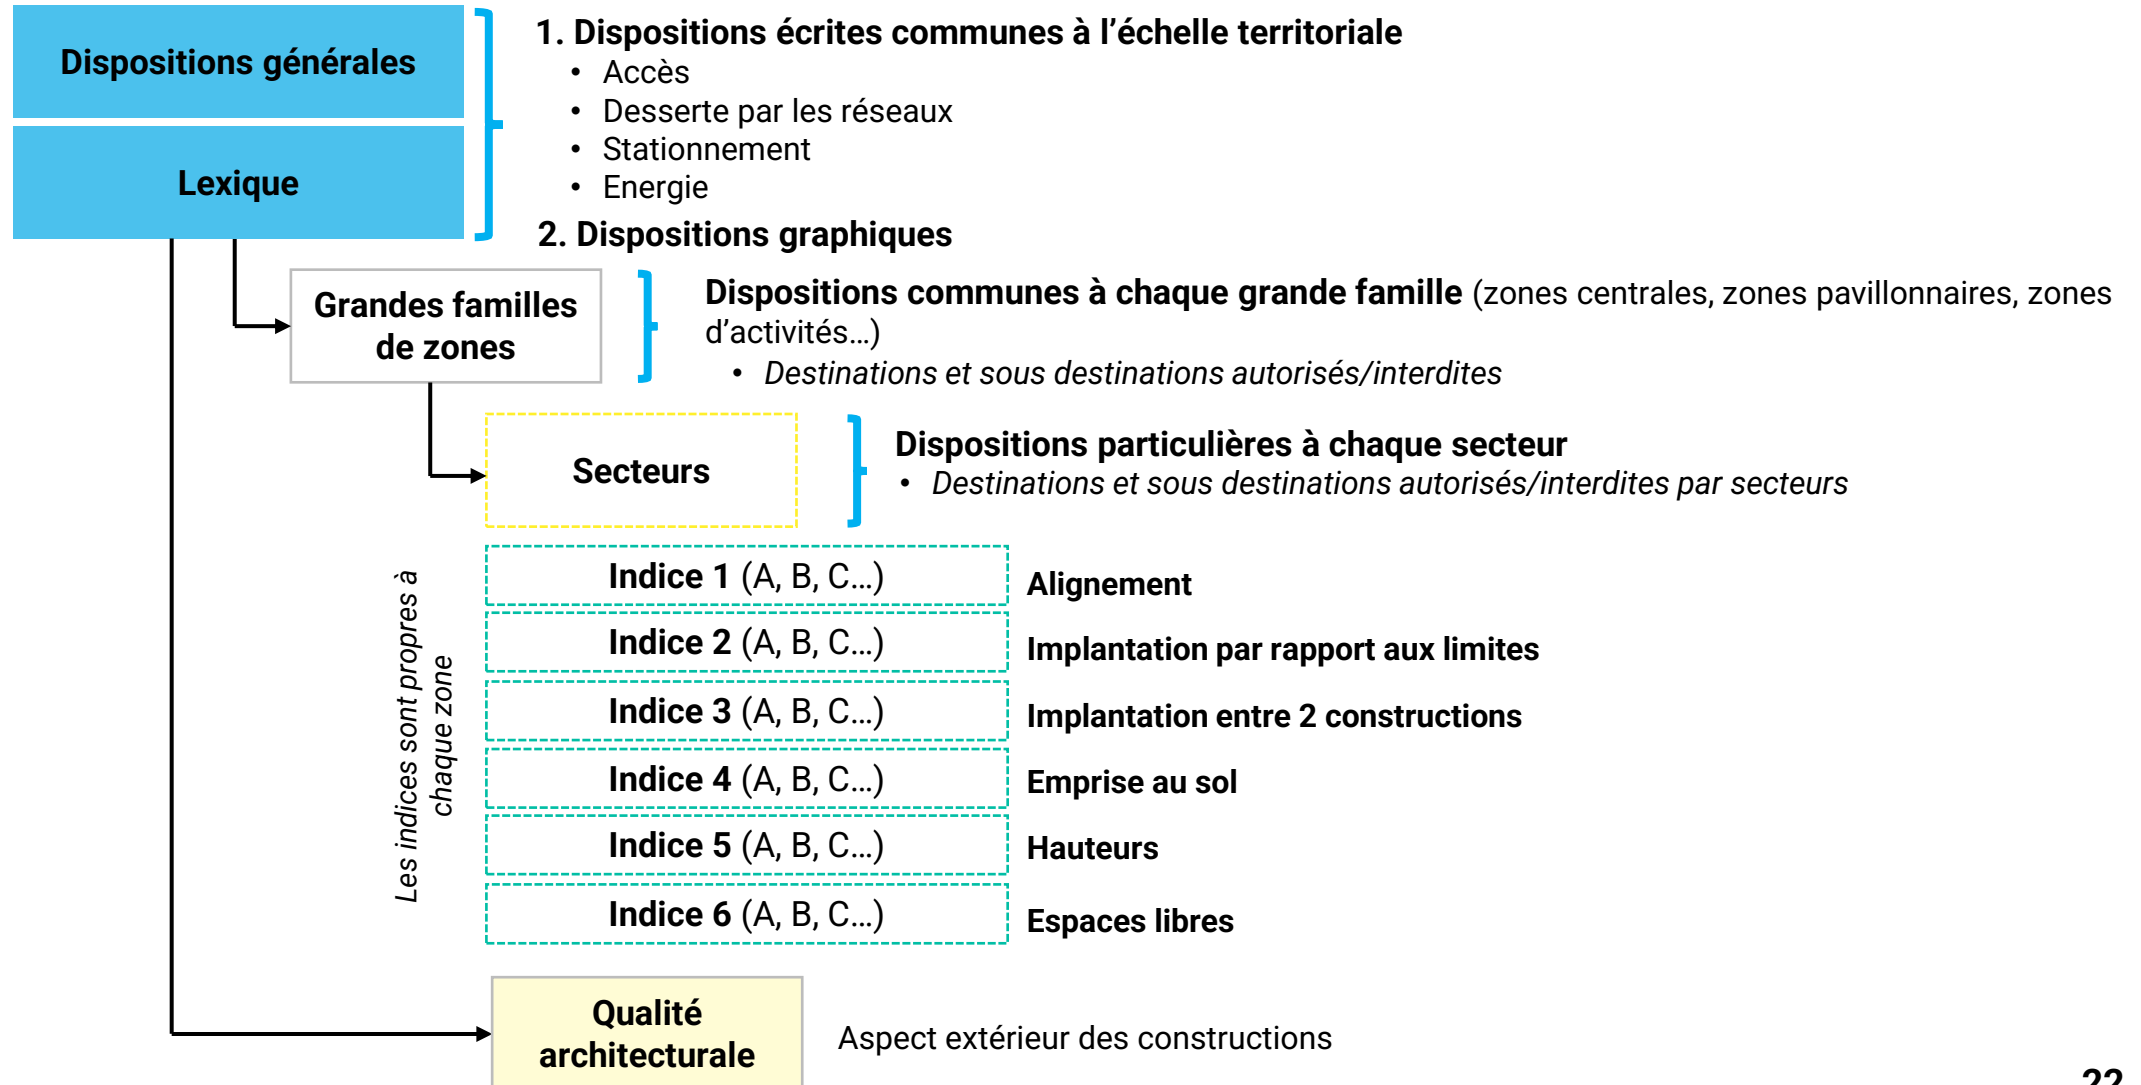 Dispositions générales
Lexique
1. Dispositions écrites communes à l’échelle territoriale
• Accès
• Desserte par les réseaux
• Stationnement
• Energie
2. Dispositions graphiques
Grandes familles
de zones
Dispositions communes à chaque grande famille (zones centrales, zones pavillonnaires, zones
d’activités…)
• Destinations et sous destinations autorisés/interdites
Secteurs
Dispositions particulières à chaque secteur
• Destinations et sous destinations autorisés/interdites par secteurs
Les indices sont propres à
chaque zone
Indice 1 (A, B, C…)
Alignement
Indice 2 (A, B, C…)
Implantation par rapport aux limites
Indice 3 (A, B, C…)
Implantation entre 2 constructions
Indice 4 (A, B, C…)
Emprise au sol
Indice 5 (A, B, C…)
Hauteurs
Indice 6 (A, B, C…)
Espaces libres
Qualité
architecturale
Aspect extérieur des constructions
22